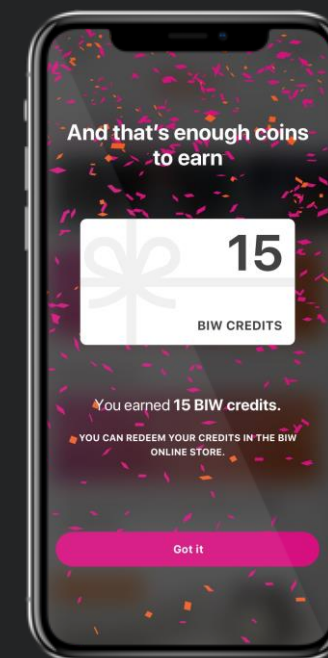 And that's enough coins
to earn
15
BIW CREDITS
You earned 15 BIW credits.
YOU CAN REDEEM YOUR CREDITS IN THE BIW
ONLINE STORE.
Got it